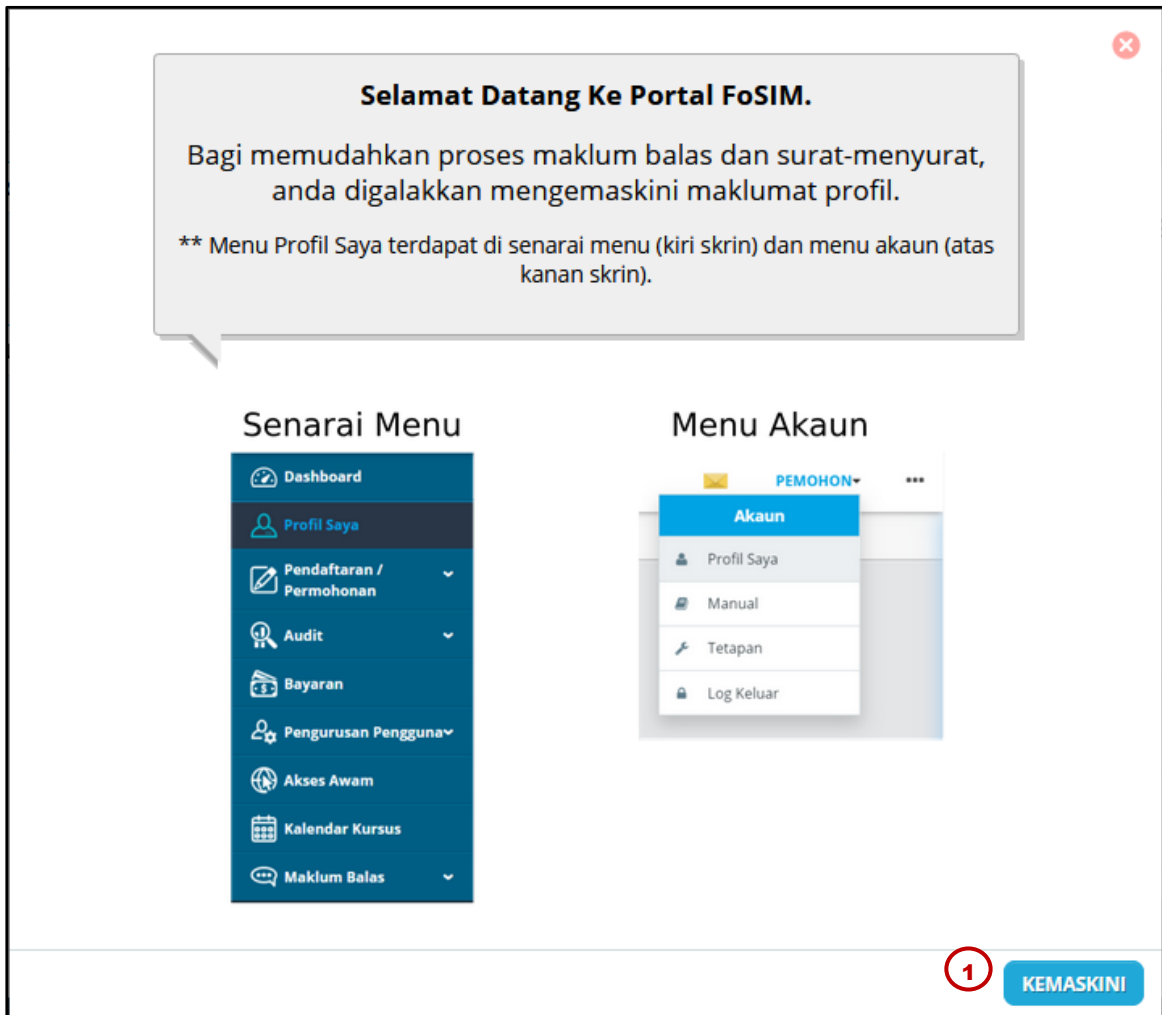 Selamat Datang Ke Portal FoSIM.
Bagi memudahkan proses maklum balas dan surat-menyurat,
anda digalakkan mengemaskini maklumat profil.
** Menu Profil Saya terdapat di senarai menu (kiri skrin) dan menu akaun (atas
kanan skrin).
Senarai Menu
Dashboard
Profil Saya
Pendaftaran /
Permohonan
Audit
Bayaran
Pengurusan Pengguna
Akses Awam
Kalendar Kursus
Maklum Balas
Menu Akaun
PEMOHON
Akaun
Profil Saya
Manual
Tetapan
Log Keluar
1
KEMASKINI